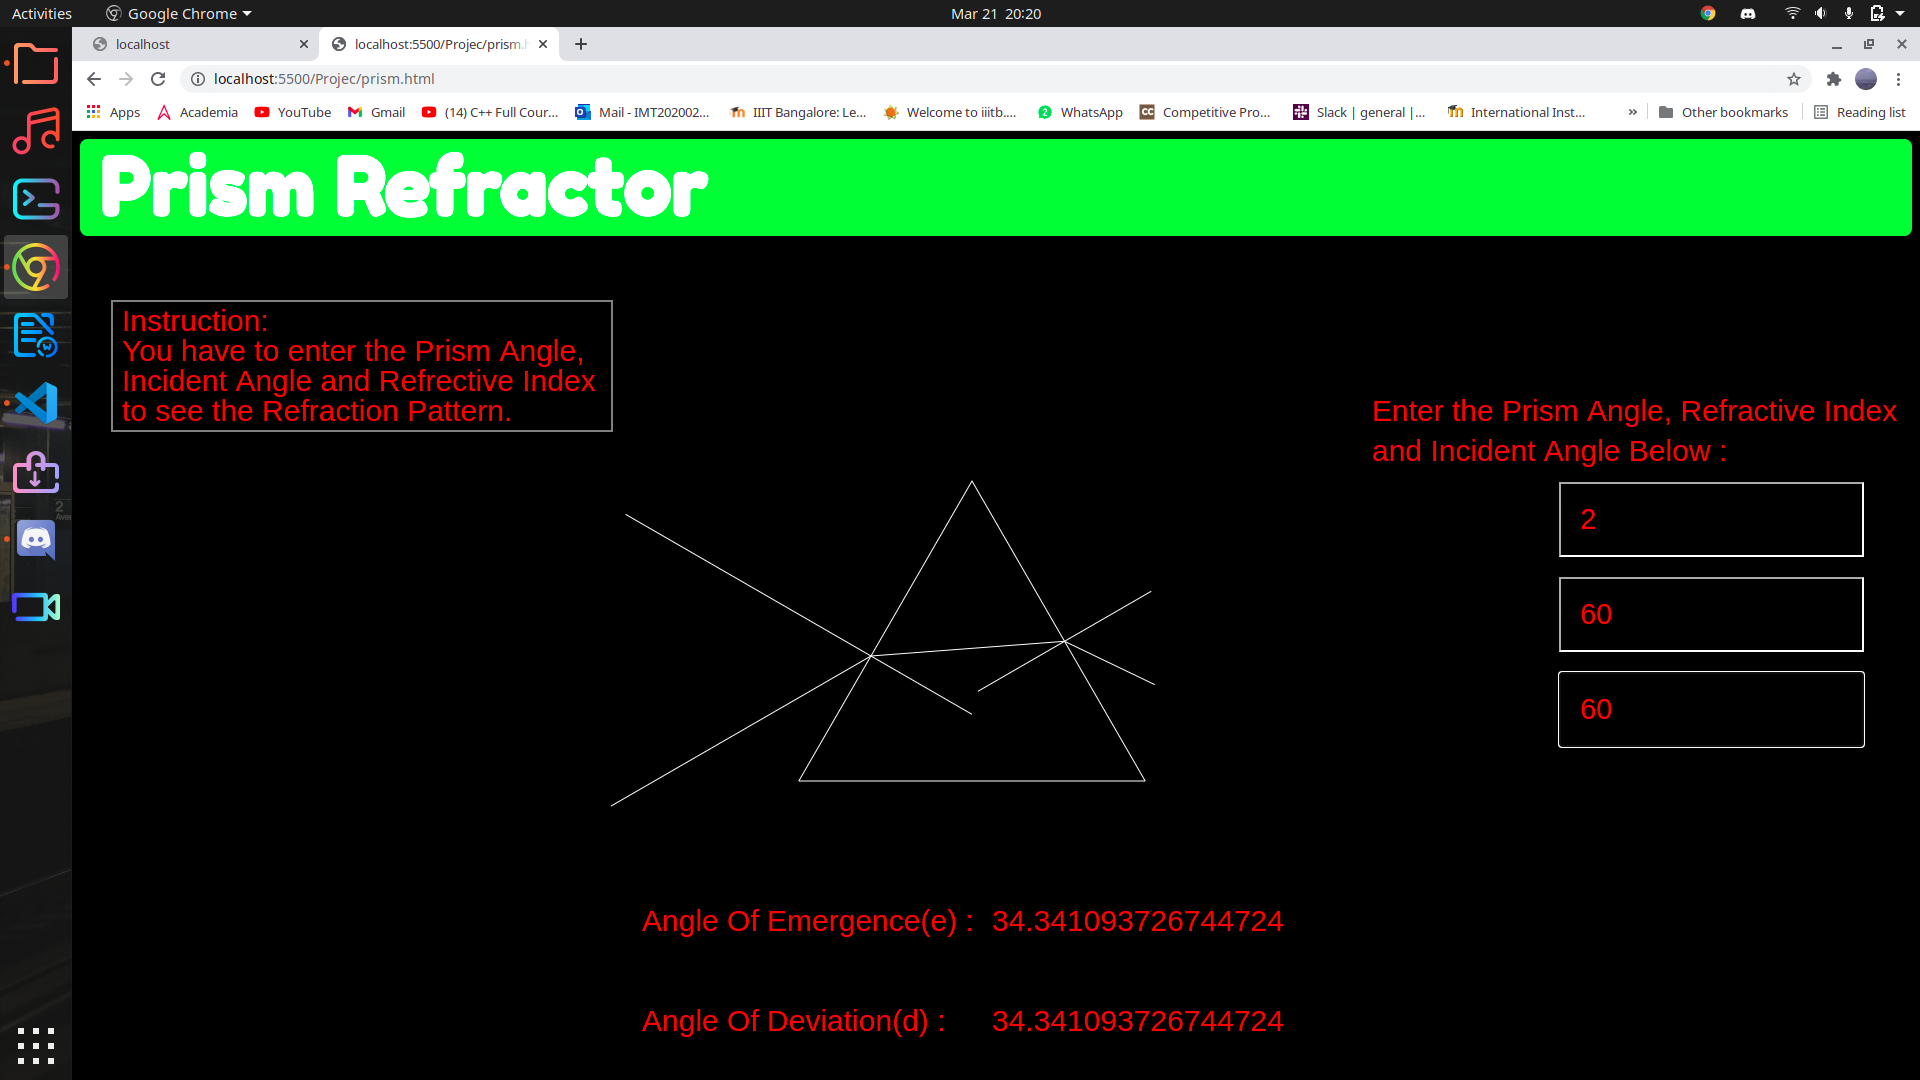 Activities
Google Chrome
Mar 21 20:20
localhost
localhost:5500/Projec/prism.h
localhost:5500/Projec/prism.html
Apps
Academia
YouTube
Gmail
(14) C++ Full Cour...
Mail - IMT202002...
IIIT Bangalore: Le...
Welcome to iiitb....
2
WhatsApp
CC
Competitive Pro...
Slack | general |...
International Inst...
»
Other bookmarks
Reading list
Prism Refractor
Instruction:
You have to enter the Prism Angle,
Incident Angle and Refrective Index
to see the Refraction Pattern.
Enter the Prism Angle, Refractive Index
and Incident Angle Below :
2
60
60
Angle Of Emergence(e) : 34.341093726744724
Angle Of Deviation(d) : 34.341093726744724